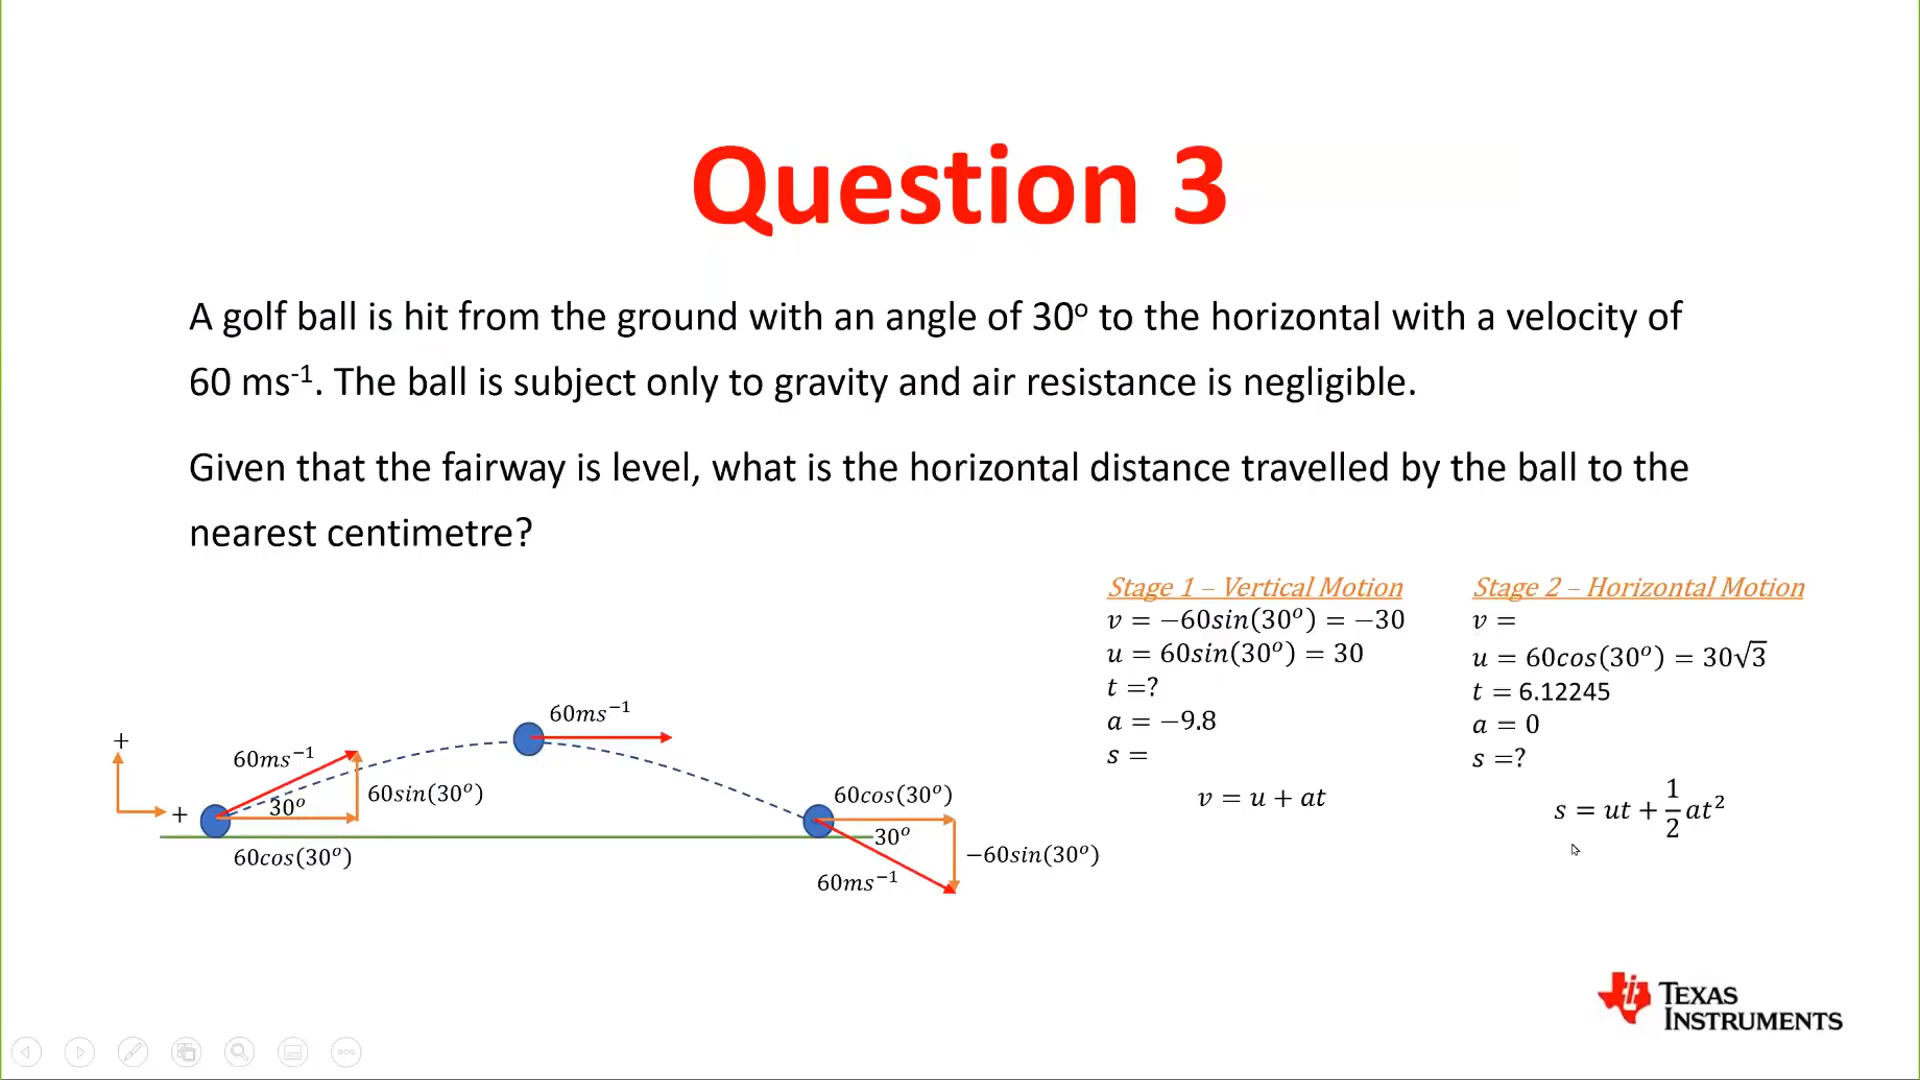 Question 3
A golf ball is hit from the ground with an angle of 30º to the horizontal with a velocity of
60 ms⁻¹. The ball is subject only to gravity and air resistance is negligible.
Given that the fairway is level, what is the horizontal distance travelled by the ball to the
nearest centimetre?
Stage 1 – Vertical Motion
v = −60sin(30º) = −30
u = 60sin(30º) = 30
t =?
a = −9.8
s =
v = u + at
Stage 2 – Horizontal Motion
v =
u = 60cos(30º) = 30√3
t = 6.12245
a = 0
s =?
s = ut + 1/2 at²
+
+
60ms⁻¹
30º
60sin(30º)
60cos(30º)
60ms⁻¹
60cos(30º)
30º
−60sin(30º)
60ms⁻¹
TEXAS
INSTRUMENTS